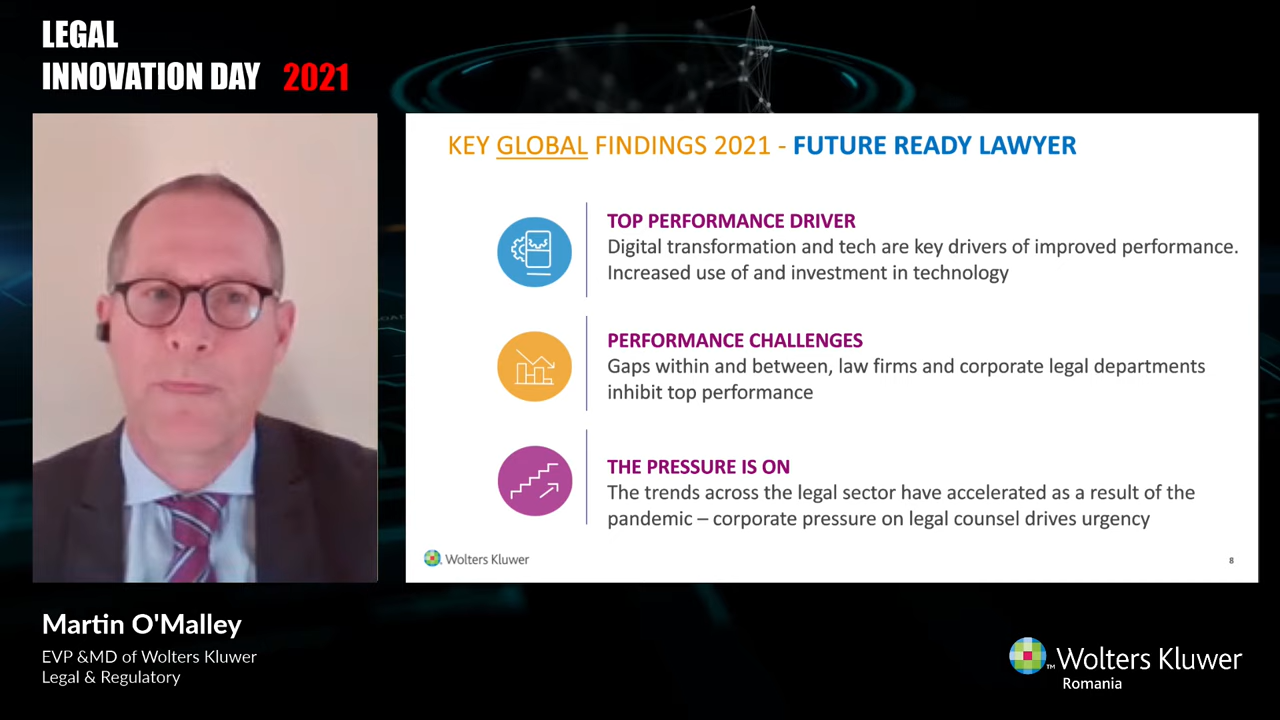 LEGAL
INNOVATION DAY 2021
KEY GLOBAL FINDINGS 2021 - FUTURE READY LAWYER
TOP PERFORMANCE DRIVER
Digital transformation and tech are key drivers of improved performance.
Increased use of and investment in technology
PERFORMANCE CHALLENGES
Gaps within and between, law firms and corporate legal departments
inhibit top performance
THE PRESSURE IS ON
The trends across the legal sector have accelerated as a result of the
pandemic – corporate pressure on legal counsel drives urgency
Wolters Kluwer
8
Martin O'Malley
EVP &MD of Wolters Kluwer
Legal & Regulatory
™ Wolters Kluwer
Romania